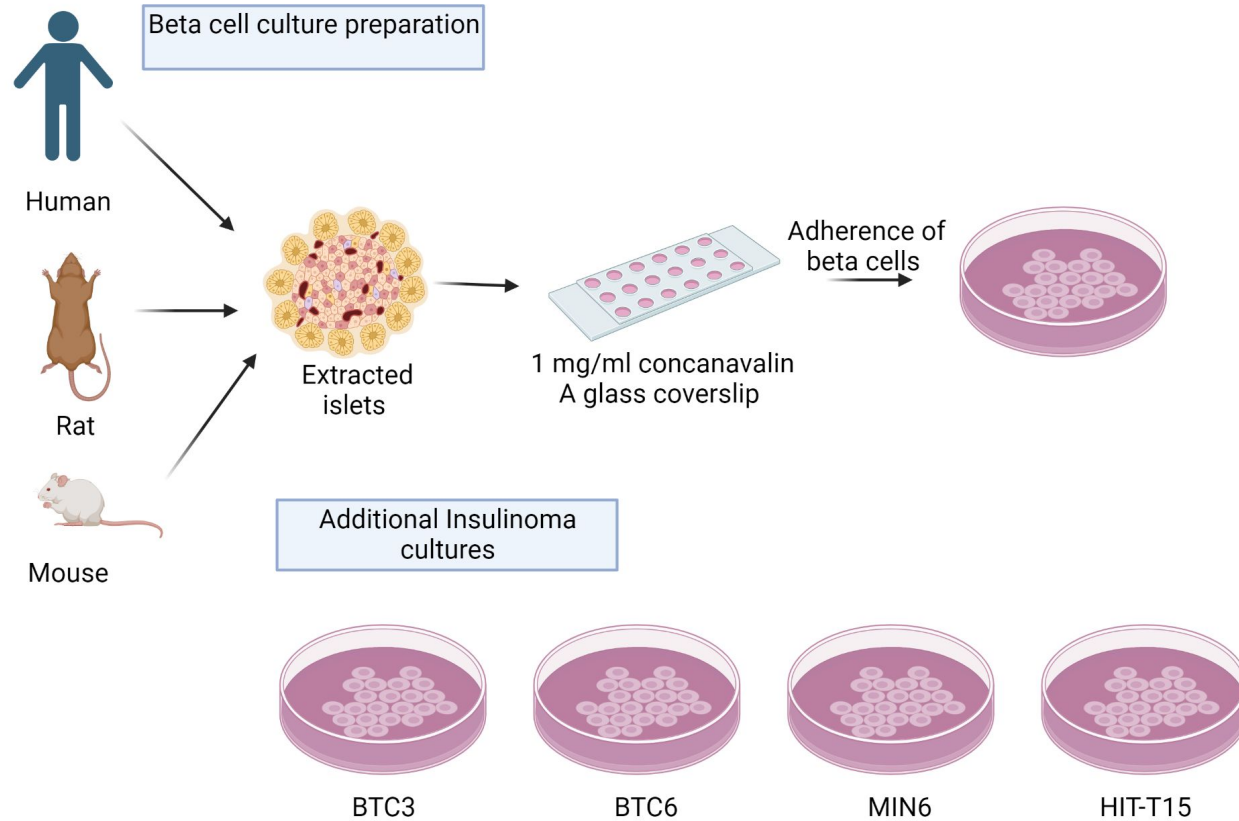 Beta cell culture preparation
Human
Rat
Mouse
Extracted
islets
1 mg/ml concanavalin
A glass coverslip
Adherence of
beta cells
Additional Insulinoma
cultures
BTC3
BTC6
MIN6
HIT-T15